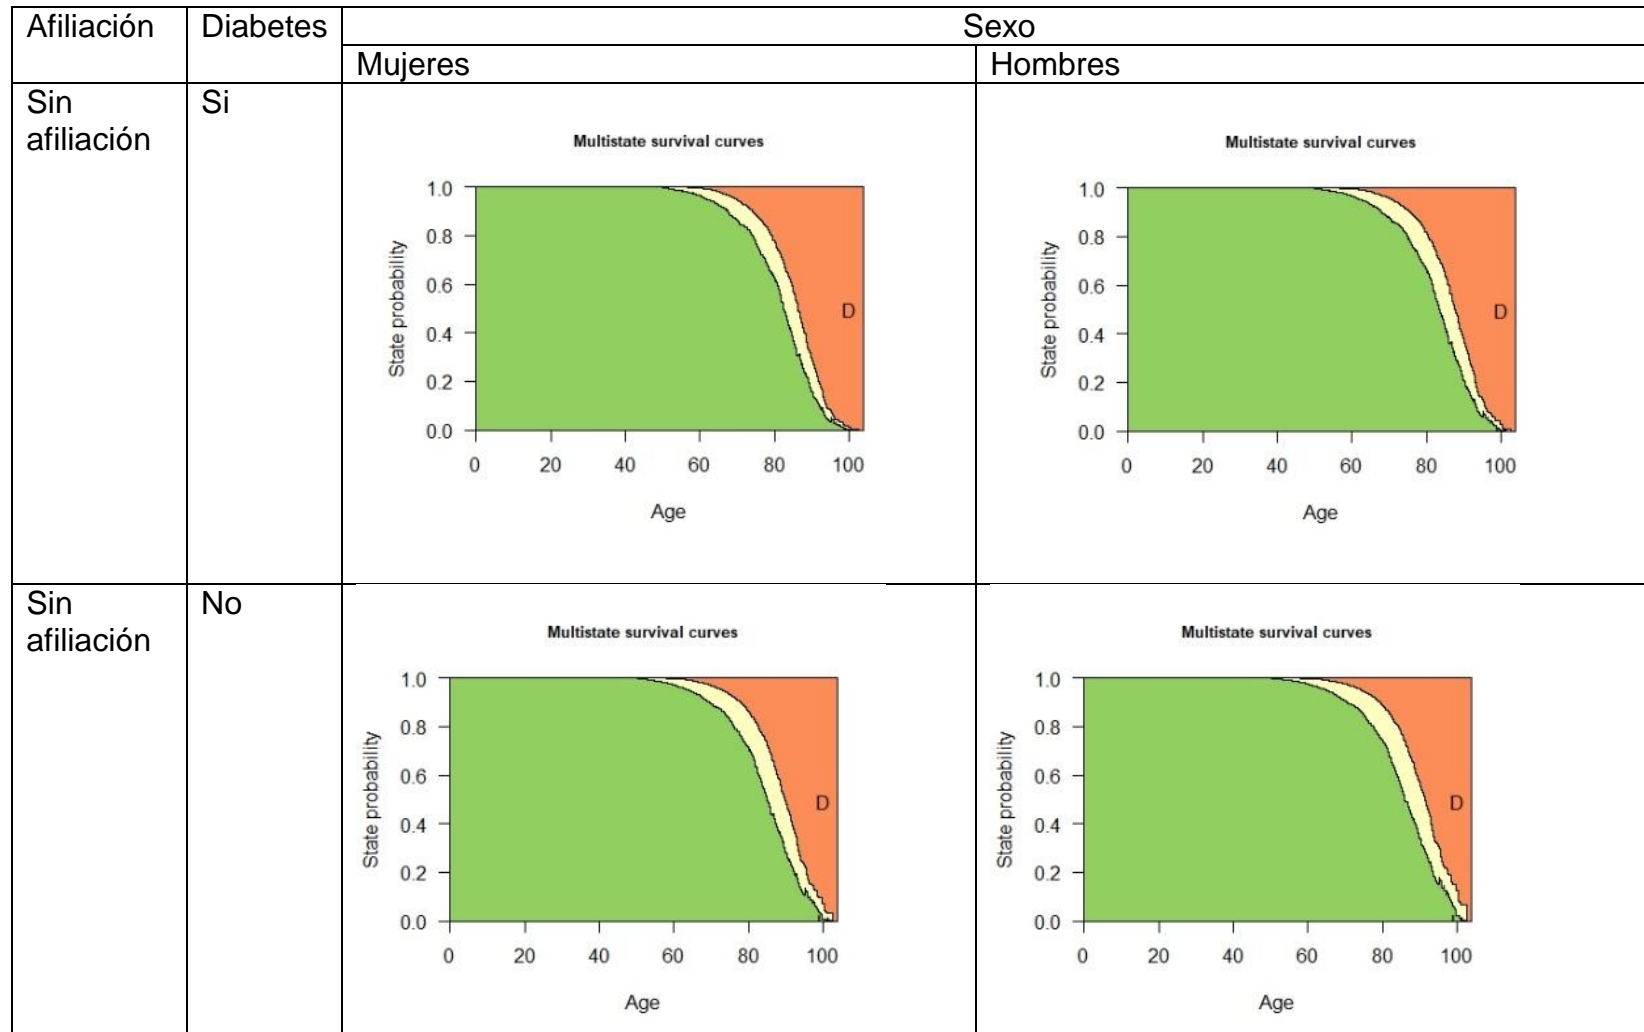 Afiliación
Diabetes
Sexo
Mujeres
Hombres
Sin
afiliación
Si
Multistate survival curves
State probability
1.0
0.8
0.6
0.4
0.2
0.0
D
0 20 40 60 80 100
Age
Multistate survival curves
State probability
1.0
0.8
0.6
0.4
0.2
0.0
D
0 20 40 60 80 100
Age
Sin
afiliación
No
Multistate survival curves
State probability
1.0
0.8
0.6
0.4
0.2
0.0
D
0 20 40 60 80 100
Age
Multistate survival curves
State probability
1.0
0.8
0.6
0.4
0.2
0.0
D
0 20 40 60 80 100
Age